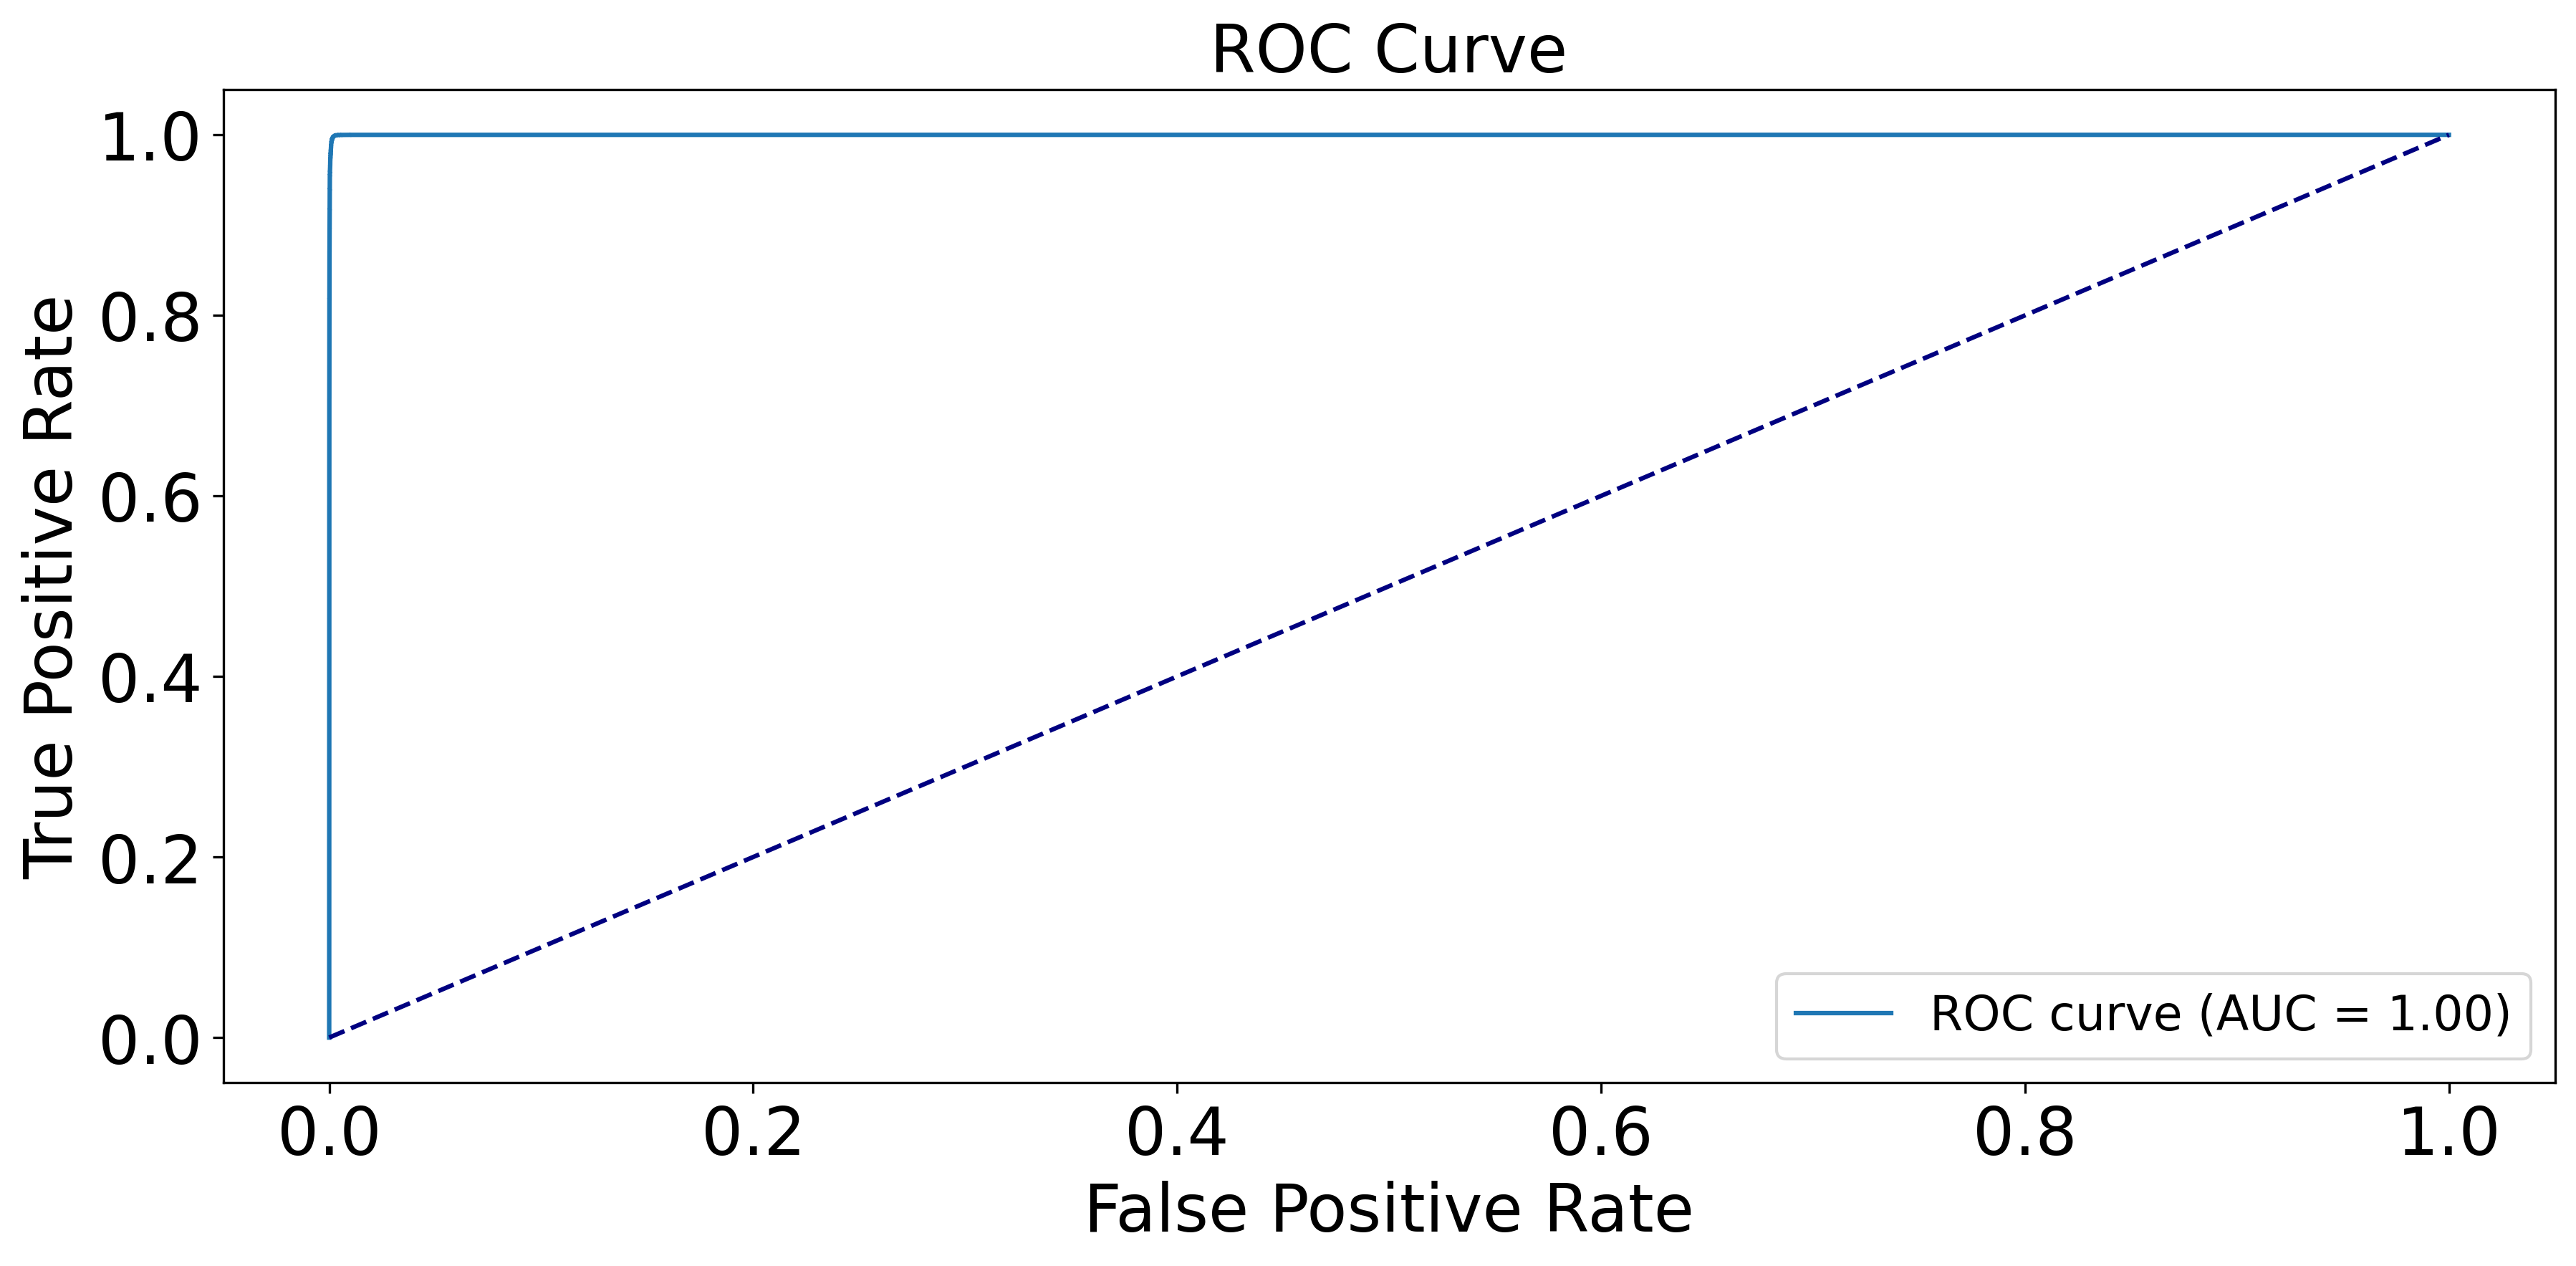 ROC Curve
True Positive Rate
1.0
0.8
0.6
0.4
0.2
0.0
ROC curve (AUC = 1.00)
0.0 0.2 0.4 0.6 0.8 1.0
False Positive Rate